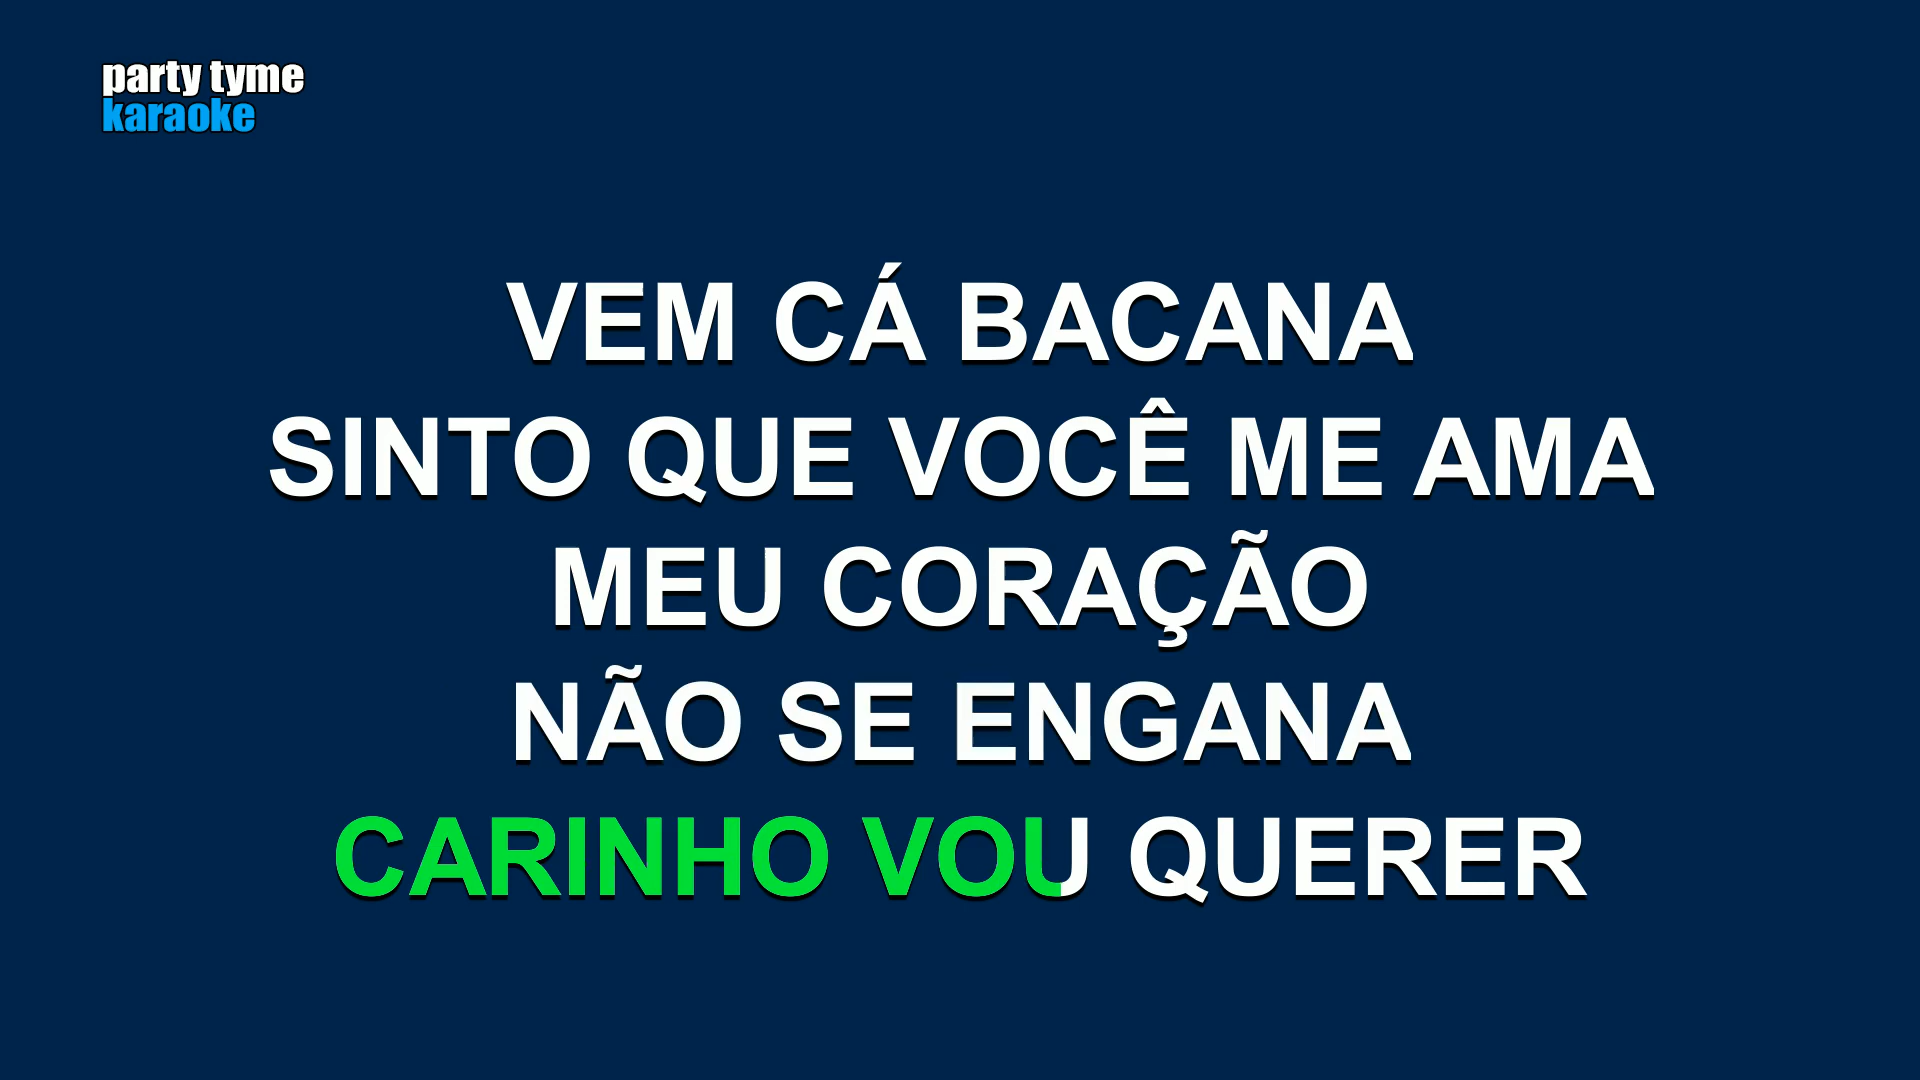 party tyme
karaoke
VEM CÁ BACANA
SINTO QUE VOCÊ ME AMA
MEU CORAÇÃO
NÃO SE ENGANA
CARINHO VOU QUERER